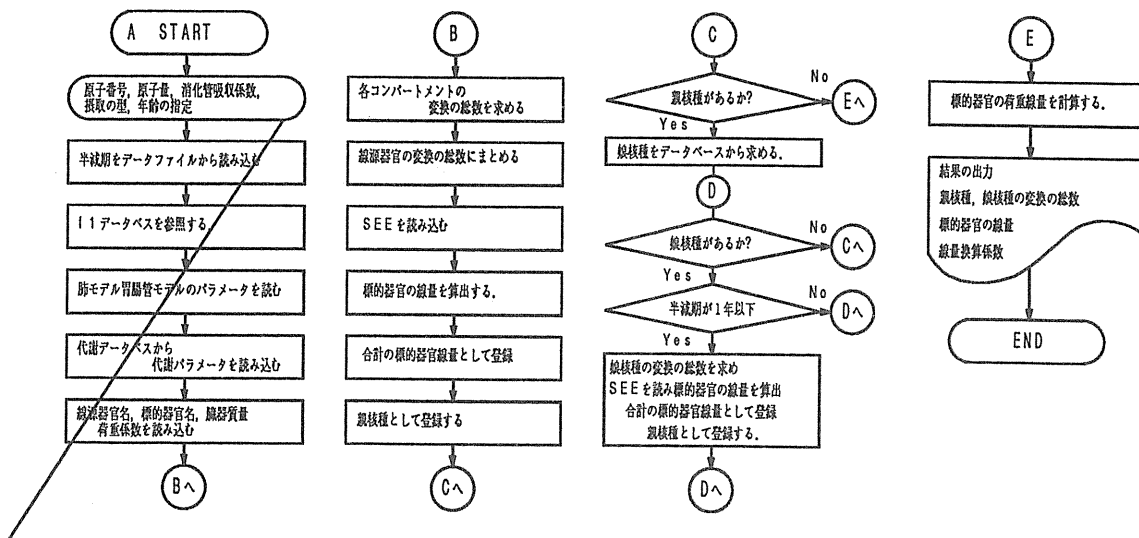 A START
原子番号, 原子量, 消化管吸収係数,
摂取の型, 年齢の指定
半減期をデータファイルから読み込む
f1データベスを参照する。
肺モデル胃腸管モデルのパラメータを読む
代謝データベスから
代謝パラメータを読み込む
線源器官名, 標的器官名, 臓器質量
荷重係数を読み込む
Bへ
B
各コンパートメントの
変換の総数を求める
線源器官の変換の総数にまとめる
SEEを読み込む
標的器官の線量を算出する。
合計の標的器官線量として登録
親核種として登録する
Cへ
C
親核種があるか?
No
Eへ
Yes
娘核種をデータベースから求める。
D
娘核種があるか?
No
Cへ
Yes
半減期が1年以下
No
Dへ
Yes
娘核種の変換の総数を求め
SEEを読み標的器官の線量を算出
合計の標的器官線量として登録
親核種として登録する。
Dへ
E
標的器官の荷重線量を計算する。
結果の出力
親核種, 娘核種の変換の総数
標的器官の線量
線量換算係数
END